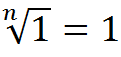 ⁿ√1 = 1